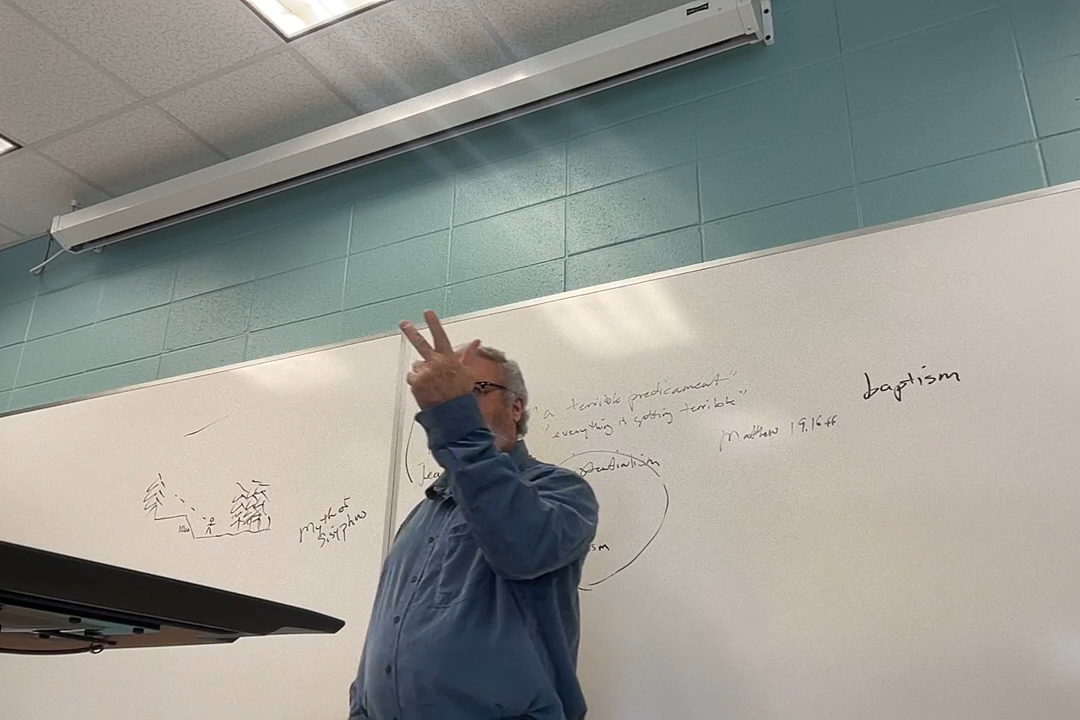 "a terrible predicament"
"everything is getting terrible"
baptism
Matthew 19.16ff
Myth of
Sisyphus